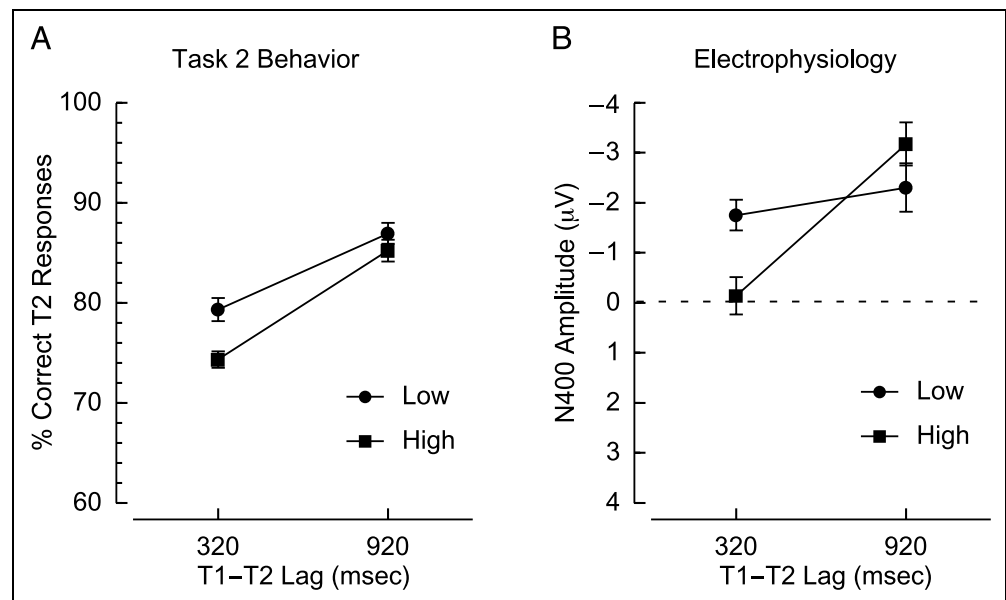 A
Task 2 Behavior
% Correct T2 Responses
100
90
80
70
60
Low
High
320
920
T1–T2 Lag (msec)
B
Electrophysiology
N400 Amplitude (μV)
–4
–3
–2
–1
0
1
2
3
4
Low
High
320
920
T1–T2 Lag (msec)